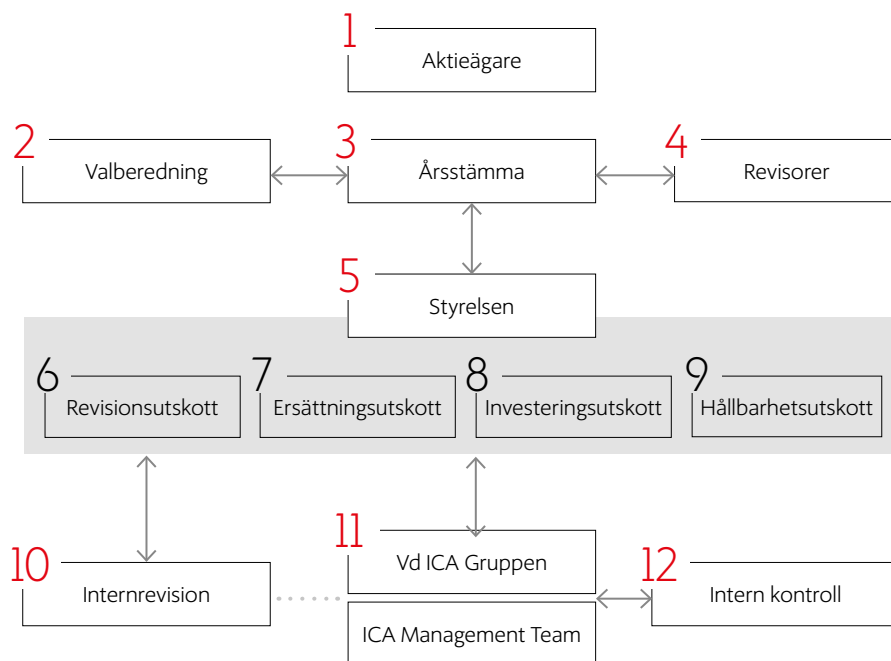 1
Aktieägare
2
Valberedning
3
Årsstämma
4
Revisorer
5
Styrelsen
6
Revisionsutskott
7
Ersättningsutskott
8
Investeringsutskott
9
Hållbarhetsutskott
10
Internrevision
11
Vd ICA Gruppen
ICA Management Team
12
Intern kontroll